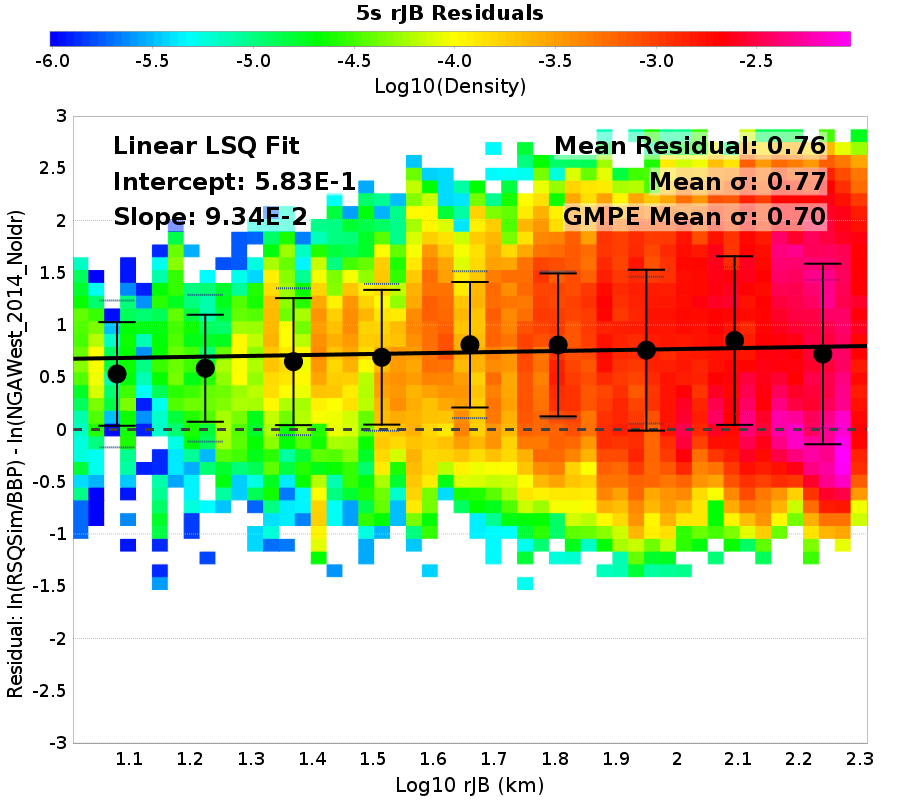 5s rJB Residuals
-6.0 -5.5 -5.0 -4.5 -4.0 -3.5 -3.0 -2.5
Log10(Density)
Linear LSQ Fit
Intercept: 5.83E-1
Slope: 9.34E-2
Mean Residual: 0.76
Mean σ: 0.77
GMPE Mean σ: 0.70
Residual: ln(RSQSim/BBP) - ln(NGAWest_2014_NoIdr)
3
2.5
2
1.5
1
0.5
0
-0.5
-1
-1.5
-2
-2.5
-3
1.1 1.2 1.3 1.4 1.5 1.6 1.7 1.8 1.9 2 2.1 2.2 2.3
Log10 rJB (km)